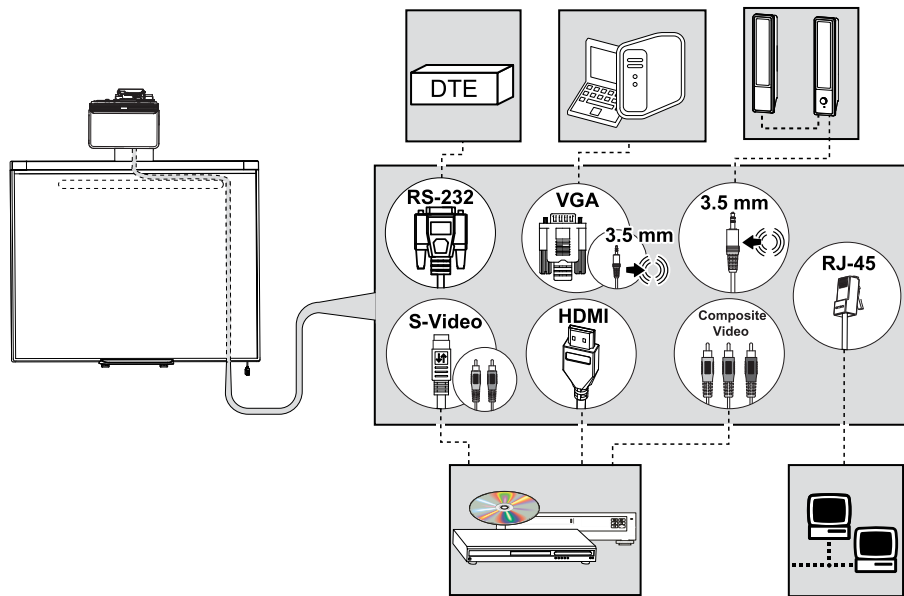 DTE
RS-232
VGA
3.5 mm
3.5 mm
RJ-45
S-Video
HDMI
Composite
Video